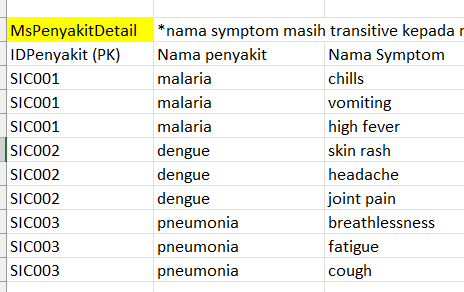 MsPenyakitDetail *nama symptom masih transitive kepada
IDPenyakit (PK) Nama penyakit Nama Symptom
SIC001 malaria chills
SIC001 malaria vomiting
SIC001 malaria high fever
SIC002 dengue skin rash
SIC002 dengue headache
SIC002 dengue joint pain
SIC003 pneumonia breathlessness
SIC003 pneumonia fatigue
SIC003 pneumonia cough